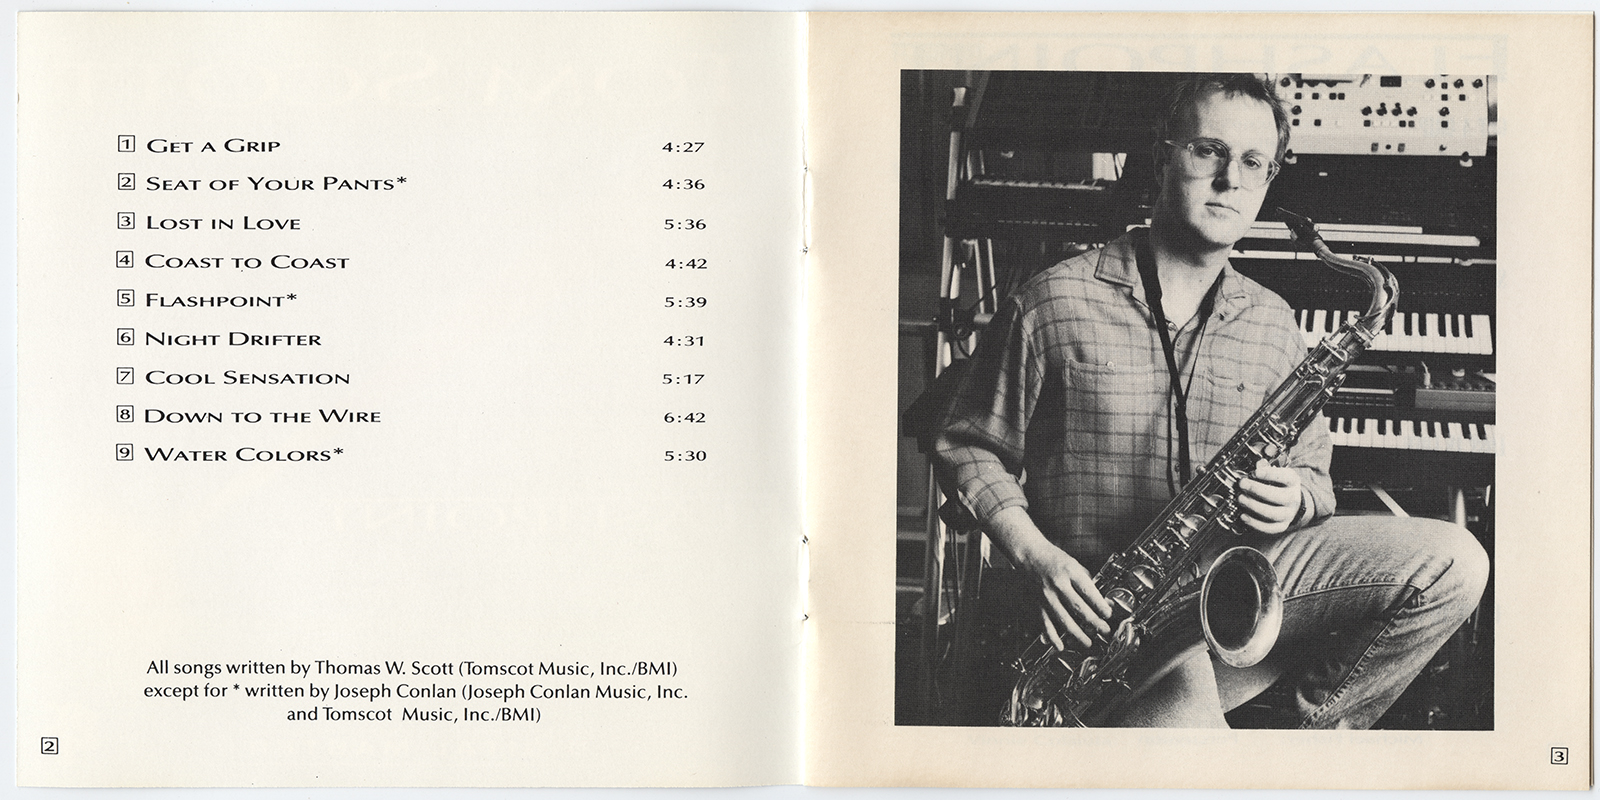 1 GET A GRIP 4:27
2 SEAT OF YOUR PANTS* 4:36
3 LOST IN LOVE 5:36
4 COAST TO COAST 4:42
5 FLASHPOINT* 5:39
6 NIGHT DRIFTER 4:31
7 COOL SENSATION 5:17
8 DOWN TO THE WIRE 6:42
9 WATER COLORS* 5:30
All songs written by Thomas W. Scott (Tomscot Music, Inc./BMI)
except for * written by Joseph Conlan (Joseph Conlan Music, Inc.
and Tomscot Music, Inc./BMI)
2
3